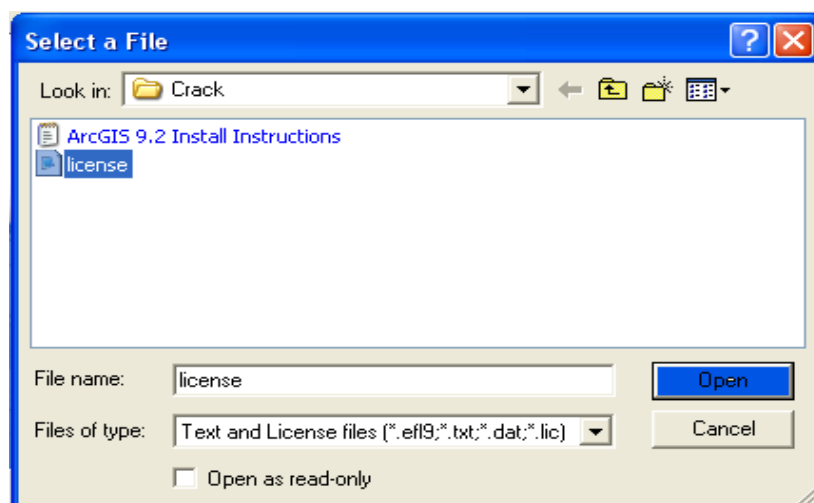 Select a File
Look in: Crack
ArcGIS 9.2 Install Instructions
license
File name: license Open
Files of type: Text and License files (*.efl9;*.txt;*.dat;*.lic) Cancel
Open as read-only